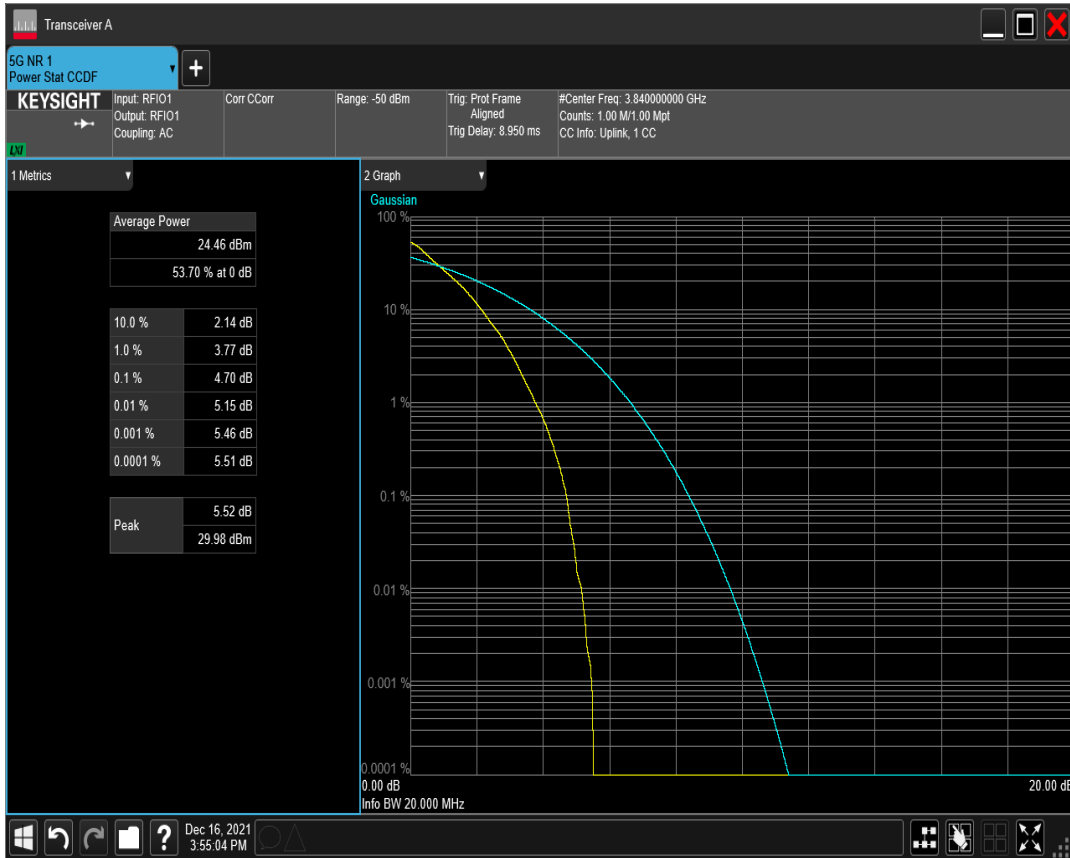 Transceiver A
5G NR 1
Power Stat CCDF
KEYSIGHT
LXI
Input: RFIO1
Output: RFIO1
Coupling: AC
Corr CCorr
Range: -50 dBm
Trig: Prot Frame
Aligned
Trig Delay: 8.950 ms
#Center Freq: 3.840000000 GHz
Counts: 1.00 M/1.00 Mpt
CC Info: Uplink, 1 CC
1 Metrics
Average Power
24.46 dBm
53.70 % at 0 dB
10.0 % 2.14 dB
1.0 % 3.77 dB
0.1 % 4.70 dB
0.01 % 5.15 dB
0.001 % 5.46 dB
0.0001 % 5.51 dB
Peak 5.52 dB
29.98 dBm
2 Graph
Gaussian
100 %
10 %
1 %
0.1 %
0.01 %
0.001 %
0.0001 %
0.00 dB 20.00 dB
Info BW 20.000 MHz
? Dec 16, 2021
3:55:04 PM